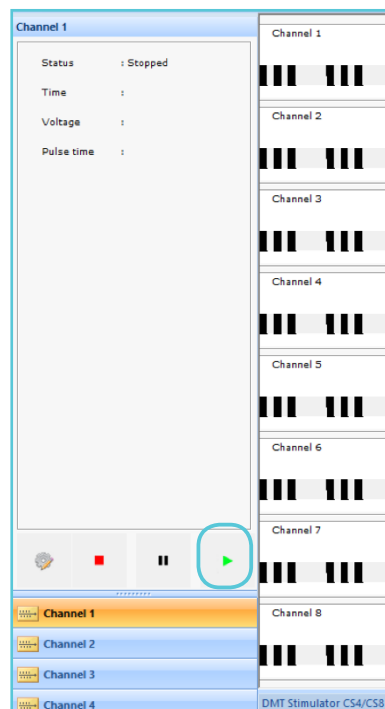 Channel 1
Status : Stopped
Time :
Voltage :
Pulse time :
Channel 1
Channel 2
Channel 3
Channel 4
Channel 1
Channel 2
Channel 3
Channel 4
Channel 5
Channel 6
Channel 7
Channel 8
DMT Stimulator CS4/CS8